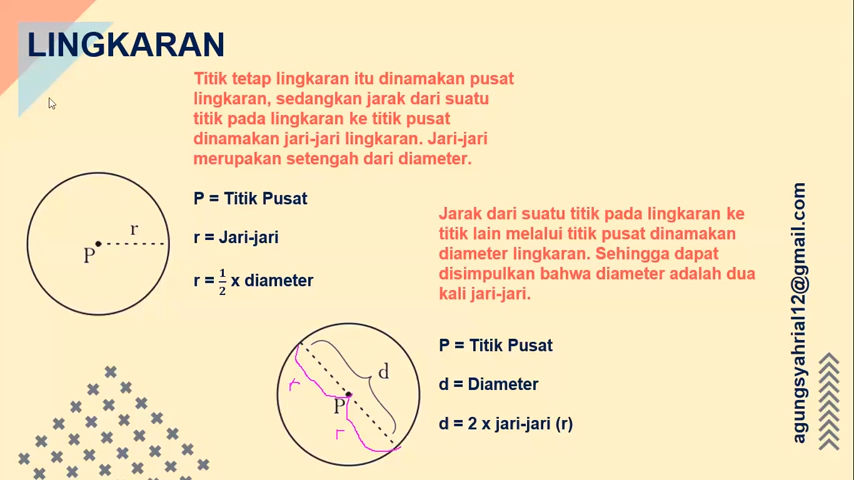 LINGKARAN
Titik tetap lingkaran itu dinamakan pusat
lingkaran, sedangkan jarak dari suatu
titik pada lingkaran ke titik pusat
dinamakan jari-jari lingkaran. Jari-jari
merupakan setengah dari diameter.
r
P
P = Titik Pusat
r = Jari-jari
r = 1/2 x diameter
Jarak dari suatu titik pada lingkaran ke
titik lain melalui titik pusat dinamakan
diameter lingkaran. Sehingga dapat
disimpulkan bahwa diameter adalah dua
kali jari-jari.
d
r
P
r
P = Titik Pusat
d = Diameter
d = 2 x jari-jari (r)
agungsyahrial12@gmail.com